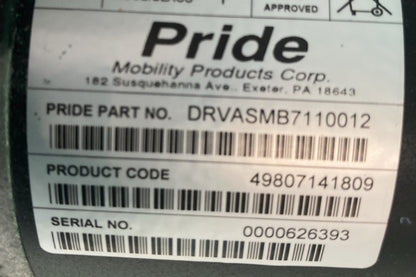 APPROVED
Pride
Mobility Products Corp.
182 Susquehanna Ave., Exeter, PA 18643
PRIDE PART NO. DRVASMB7110012
PRODUCT CODE 49807141809
SERIAL NO. 0000626393